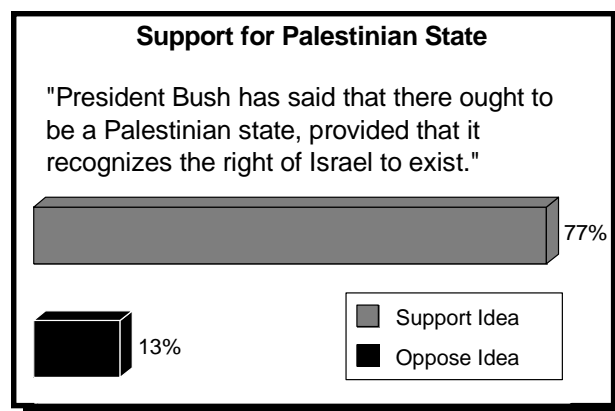 Support for Palestinian State
"President Bush has said that there ought to
be a Palestinian state, provided that it
recognizes the right of Israel to exist."
77%
13%
Support Idea
Oppose Idea